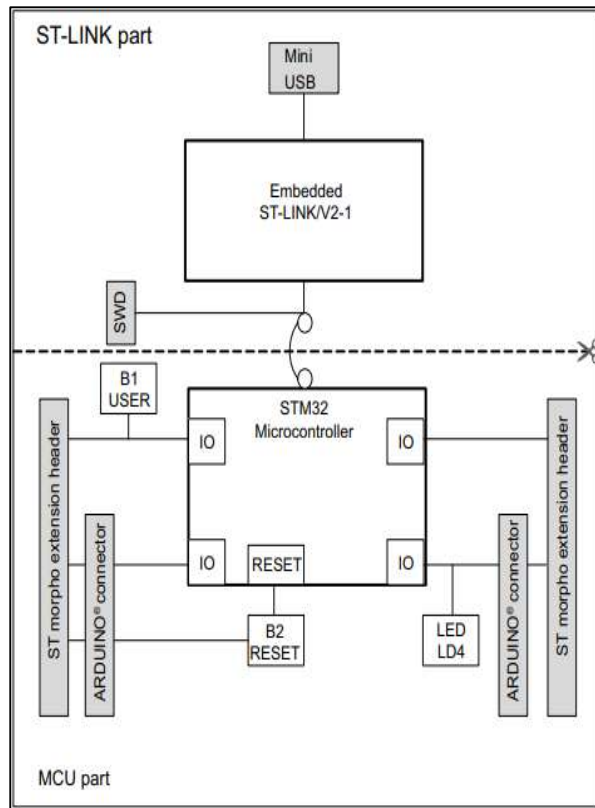 ST-LINK part
Mini
USB
Embedded
ST-LINK/V2-1
SWD
B1
USER
STM32
Microcontroller
IO
IO
ST morpho extension header
ARDUINO® connector
IO
RESET
IO
ARDUINO® connector
ST morpho extension header
B2
RESET
LED
LD4
MCU part